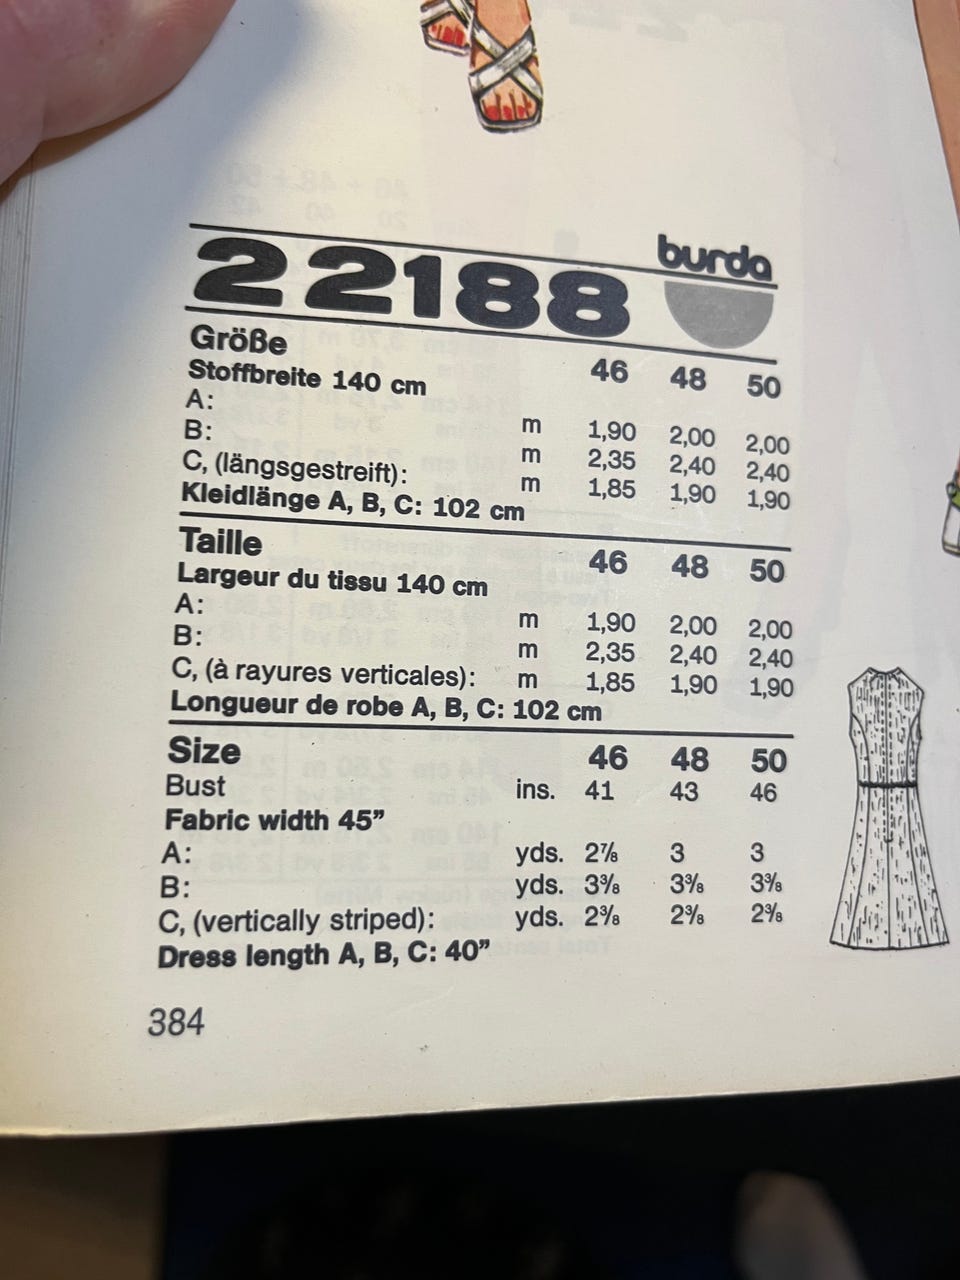 22188 burda
Größe 46 48 50
Stoffbreite 140 cm
A: m 1,90 2,00 2,00
B: m 2,35 2,40 2,40
C, (längsgestreift): m 1,85 1,90 1,90
Kleidlänge A, B, C: 102 cm
Taille 46 48 50
Largeur du tissu 140 cm
A: m 1,90 2,00 2,00
B: m 2,35 2,40 2,40
C, (à rayures verticales): m 1,85 1,90 1,90
Longueur de robe A, B, C: 102 cm
Size 46 48 50
Bust ins. 41 43 46
Fabric width 45”
A: yds. 2⅞ 3 3
B: yds. 3⅜ 3⅜ 3⅜
C, (vertically striped): yds. 2⅜ 2⅜ 2⅜
Dress length A, B, C: 40”
384